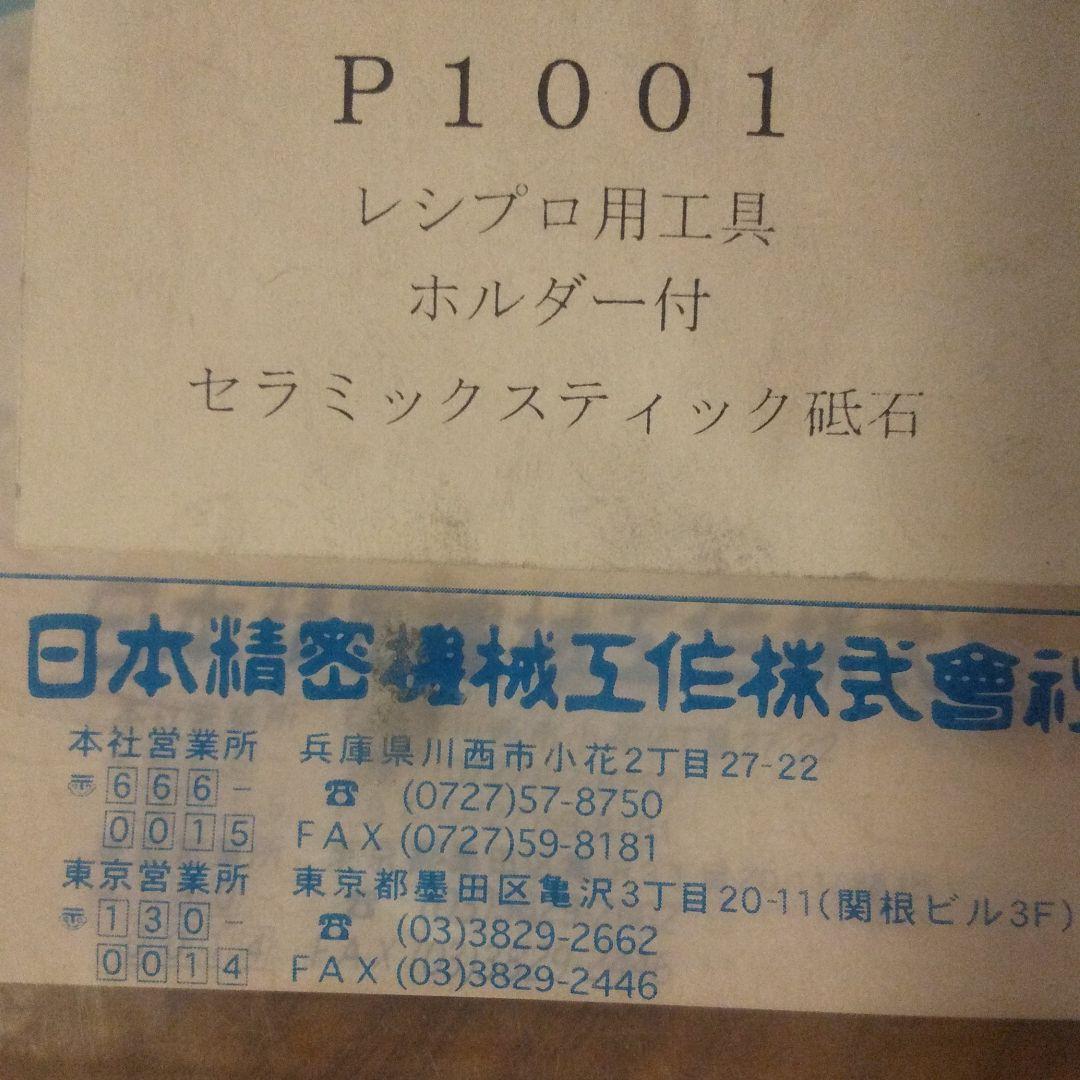 Ｐ１００１
レシプロ用工具
ホルダー付
セラミックスティック砥石
日本精密機械工作株式會社
本社営業所 兵庫県川西市小花2丁目27-22
〠 666-0015 ☎ (0727)57-8750
FAX (0727)59-8181
東京営業所 東京都墨田区亀沢3丁目20-11(関根ビル3F)
〠 130-0014 ☎ (03)3829-2662
FAX (03)3829-2446